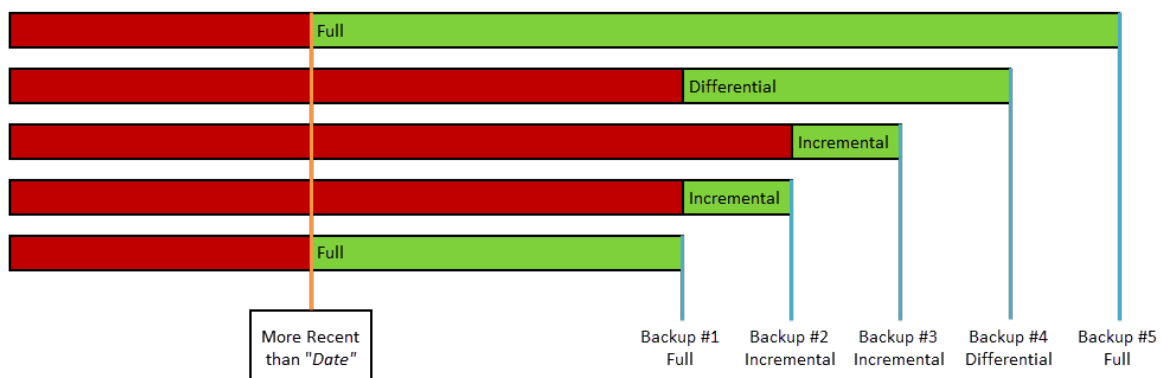 Full
Differential
Incremental
Incremental
Full
More Recent
than "Date"
Backup #1
Full
Backup #2
Incremental
Backup #3
Incremental
Backup #4
Differential
Backup #5
Full